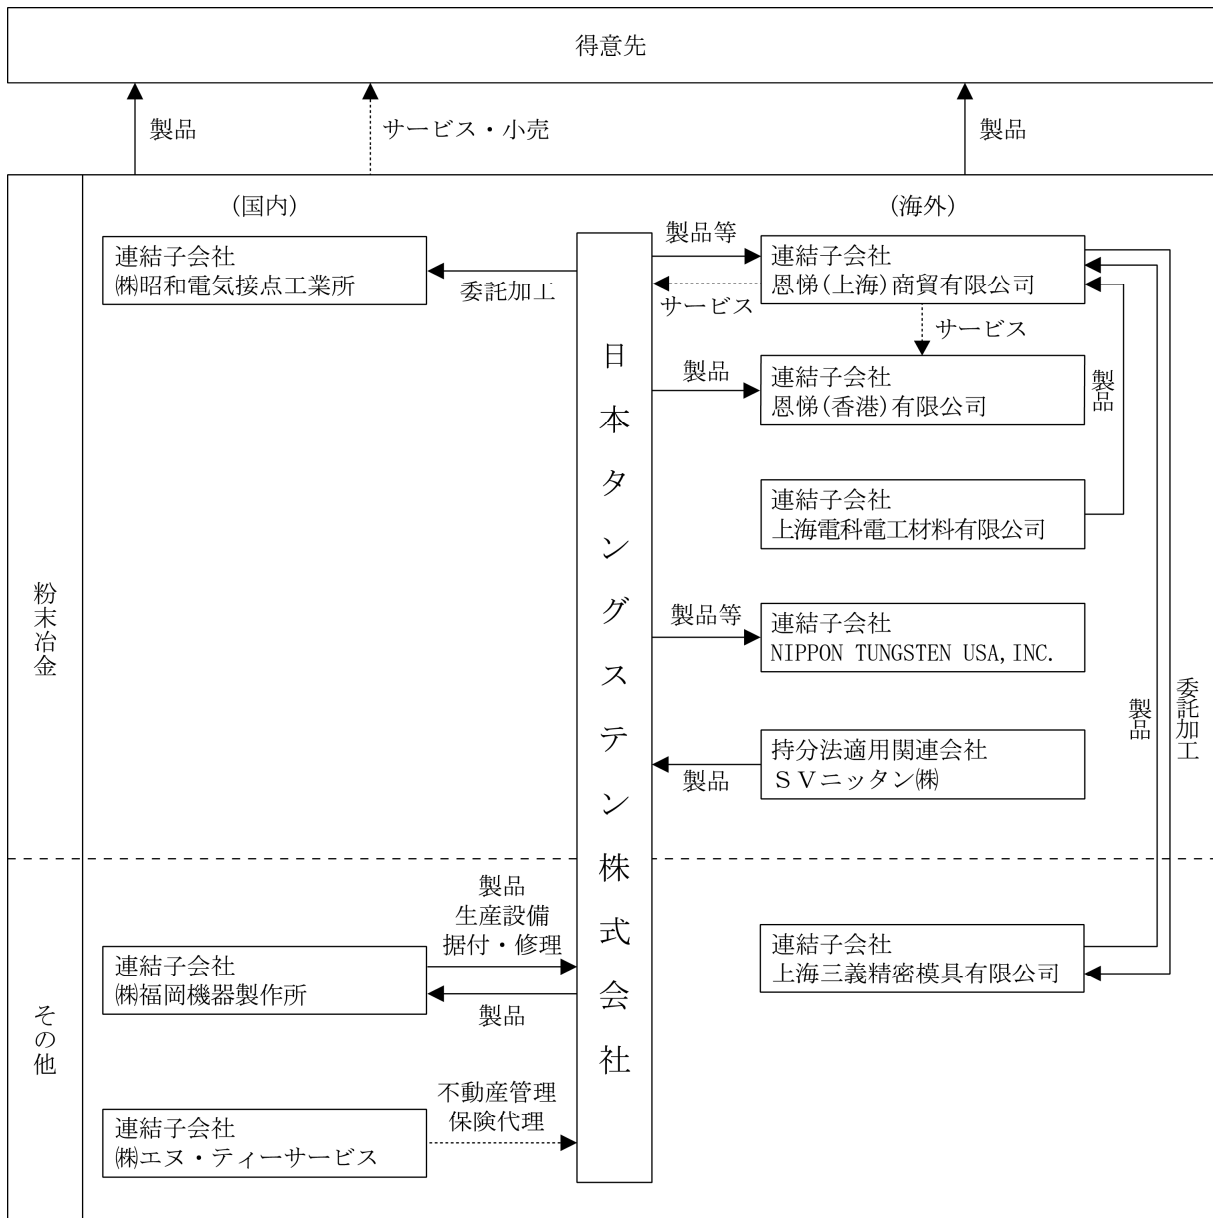 得意先
製品
サービス・小売
製品
(国内)
(海外)
粉末冶金
連結子会社
㈱昭和電気接点工業所
委託加工
日本タングステン株式会社
製品等
サービス
連結子会社
恩悌(上海)商貿有限公司
サービス
製品
連結子会社
恩悌(香港)有限公司
製品
連結子会社
上海電科電工材料有限公司
製品等
連結子会社
NIPPON TUNGSTEN USA,INC.
製品
委託加工
製品
持分法適用関連会社
ＳＶニッタン㈱
その他
製品
生産設備
据付・修理
連結子会社
㈱福岡機器製作所
製品
連結子会社
上海三義精密模具有限公司
不動産管理
保険代理
連結子会社
㈱エヌ・ティーサービス